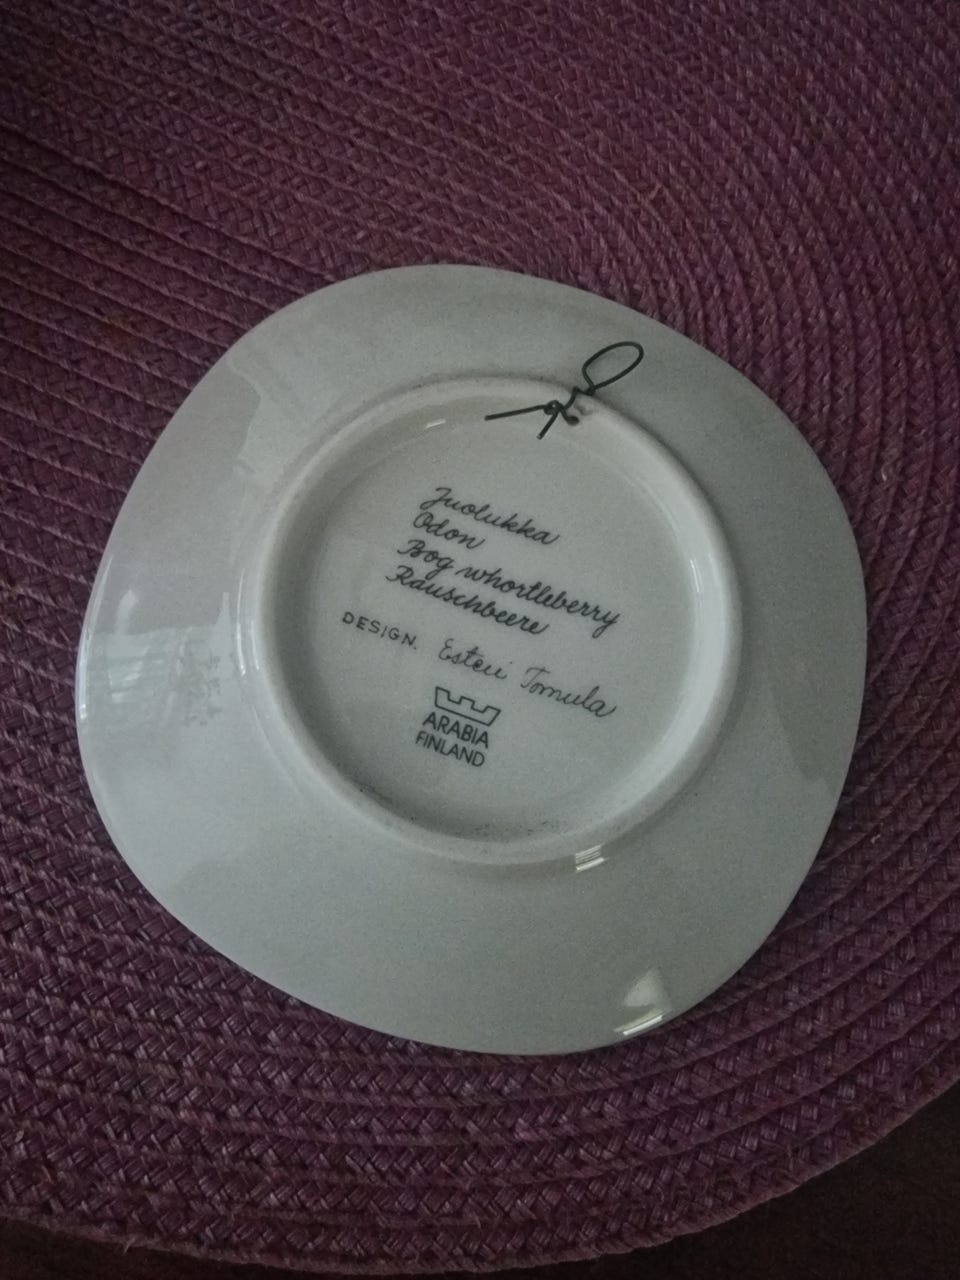 Juolukka
Odon
Bog whortleberry
Rauschbeere
DESIGN. Esteri Tomula
ARABIA
FINLAND